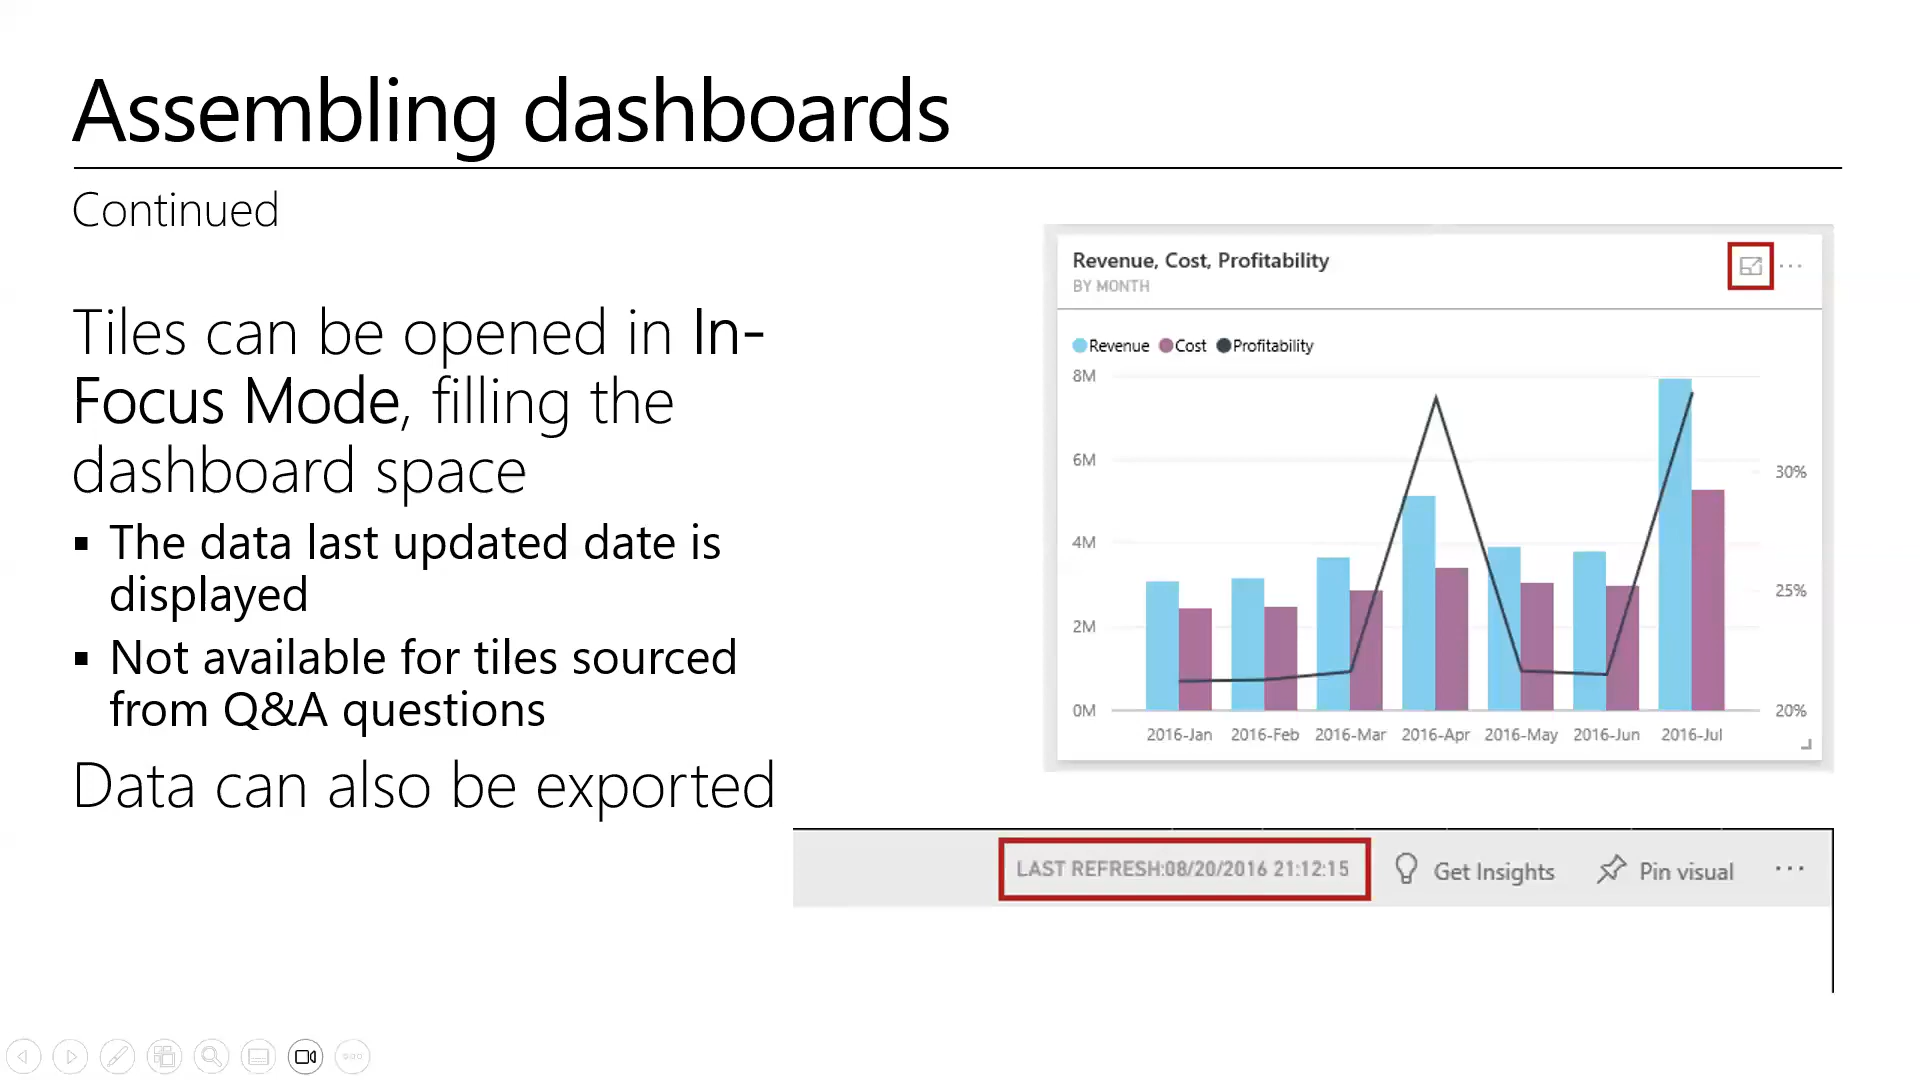 Assembling dashboards
Continued
Tiles can be opened in In-
Focus Mode, filling the
dashboard space
▪ The data last updated date is
displayed
▪ Not available for tiles sourced
from Q&A questions
Data can also be exported
Revenue, Cost, Profitability
BY MONTH
Revenue Cost Profitability
8M
6M
4M
2M
0M
30%
25%
20%
2016-Jan 2016-Feb 2016-Mar 2016-Apr 2016-May 2016-Jun 2016-Jul
LAST REFRESH:08/20/2016 21:12:15 Get Insights Pin visual